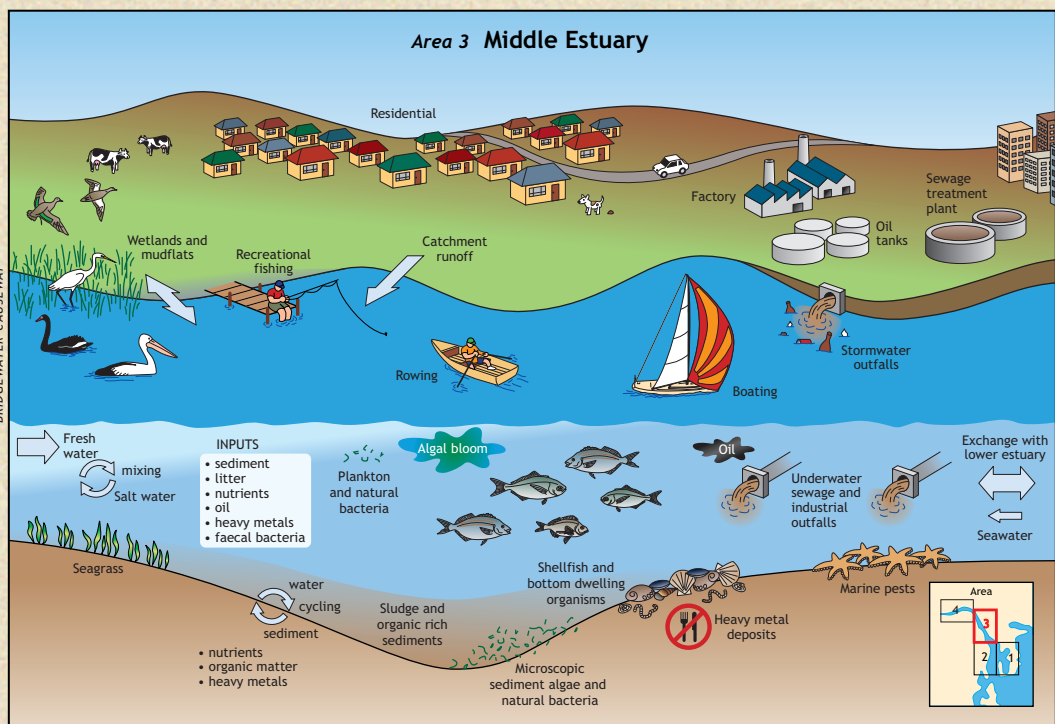 Area 3 Middle Estuary
Residential
Factory
Sewage
treatment
plant
Oil
tanks
Wetlands and
mudflats
Recreational
fishing
Catchment
runoff
BRIDGEWATER CAUSEWAY
Rowing
Boating
Stormwater
outfalls
Fresh
water
mixing
Salt water
INPUTS
• sediment
• litter
• nutrients
• oil
• heavy metals
• faecal bacteria
Plankton
and natural
bacteria
Algal bloom
Oil
Underwater
sewage and
industrial
outfalls
Exchange with
lower estuary
Seawater
Seagrass
water
cycling
sediment
• nutrients
• organic matter
• heavy metals
Sludge and
organic rich
sediments
Shellfish and
bottom dwelling
organisms
Microscopic
sediment algae and
natural bacteria
Heavy metal
deposits
Marine pests
Area
4
3
2
1